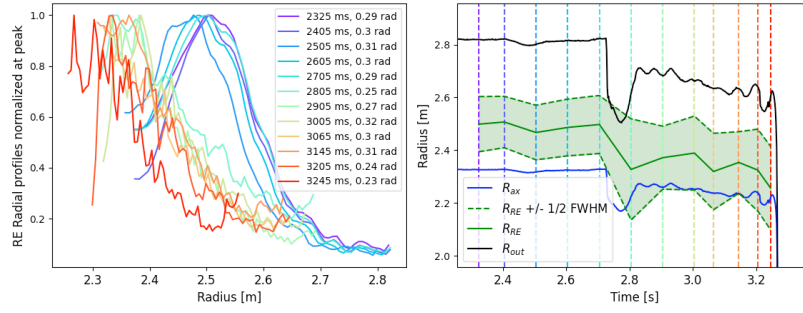 RE Radial profiles normalized at peak
1.0
0.8
0.6
0.4
0.2
2.3
2.4
2.5
2.6
2.7
2.8
Radius [m]
2325 ms, 0.29 rad
2405 ms, 0.3 rad
2505 ms, 0.31 rad
2605 ms, 0.3 rad
2705 ms, 0.29 rad
2805 ms, 0.25 rad
2905 ms, 0.27 rad
3005 ms, 0.32 rad
3065 ms, 0.3 rad
3145 ms, 0.31 rad
3205 ms, 0.24 rad
3245 ms, 0.23 rad
Radius [m]
2.8
2.6
2.4
2.2
2.0
2.4
2.6
2.8
3.0
3.2
Time [s]
R_ax
R_RE +/- 1/2 FWHM
R_RE
R_out